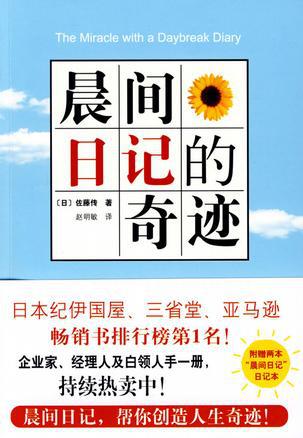 The Miracle with a Daybreak Diary
晨间
日记的
奇迹
〔日〕佐藤传 著
赵明敏 译
日本纪伊国屋、三省堂、亚马逊
畅销书排行榜第1名！
企业家、经理人及白领人手一册，
持续热卖中！
附赠两本
“晨间日记”
日记本
晨间日记，帮你创造人生奇迹！